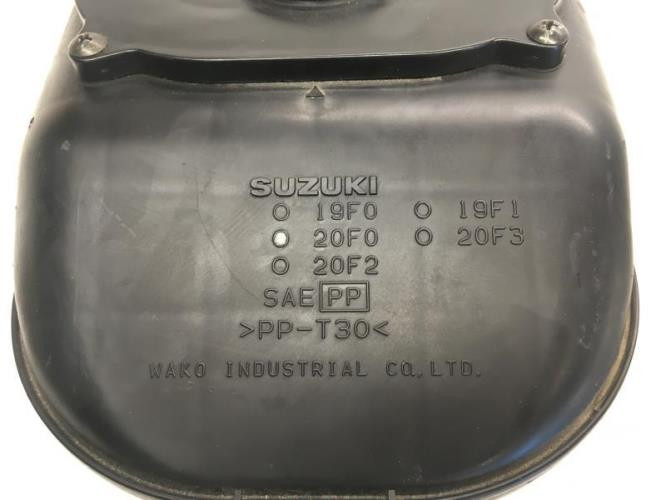 SUZUKI
19F0 19F1
20F0 20F3
20F2
SAE PP
>PP-T30<
WAKO INDUSTRIAL CO., LTD.